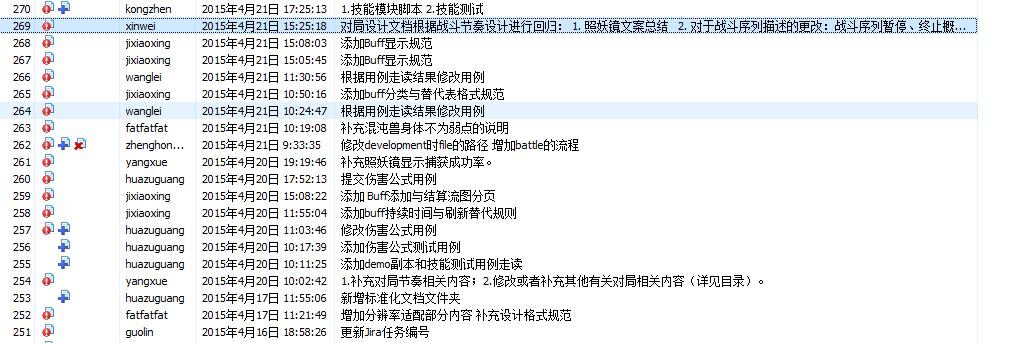 270 kongzhen 2015年4月21日 17:25:13 1.技能模块脚本 2.技能测试
269 xinwei 2015年4月21日 15:25:18 对局设计文档根据战斗节奏设计进行回归： 1.照妖镜文案总结 2.对于战斗序列描述的更改：战斗序列暂停、终止概...
268 jixiaoxing 2015年4月21日 15:08:03 添加Buff显示规范
267 jixiaoxing 2015年4月21日 15:05:45 添加Buff显示规范
266 wanglei 2015年4月21日 11:30:56 根据用例走读结果修改用例
265 jixiaoxing 2015年4月21日 10:50:16 添加buff分类与替代表格式规范
264 wanglei 2015年4月21日 10:24:47 根据用例走读结果修改用例
263 fatfatfat 2015年4月21日 10:19:08 补充混沌兽身体不为弱点的说明
262 zhenghon... 2015年4月21日 9:33:35 修改development时file的路径 增加battle的流程
261 yangxue 2015年4月20日 19:19:46 补充照妖镜显示捕获成功率。
260 huazuguang 2015年4月20日 17:52:13 提交伤害公式用例
259 jixiaoxing 2015年4月20日 15:08:22 添加 Buff添加与结算流图分页
258 jixiaoxing 2015年4月20日 11:55:04 添加buff持续时间与刷新替代规则
257 huazuguang 2015年4月20日 11:03:46 修改伤害公式用例
256 huazuguang 2015年4月20日 10:17:39 添加伤害公式测试用例
255 huazuguang 2015年4月20日 10:11:25 添加demo副本和技能测试用例走读
254 yangxue 2015年4月20日 10:02:42 1.补充对局节奏相关内容；2.修改或者补充其他有关对局相关内容（详见目录）。
253 huazuguang 2015年4月17日 11:55:06 新增标准化文档文件夹
252 fatfatfat 2015年4月17日 11:21:49 增加分辨率适配部分内容 补充设计格式规范
251 guolin 2015年4月16日 18:58:26 更新Jira任务编号